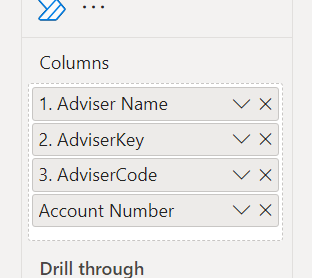 Columns
1. Adviser Name
2. AdviserKey
3. AdviserCode
Account Number
Drill through